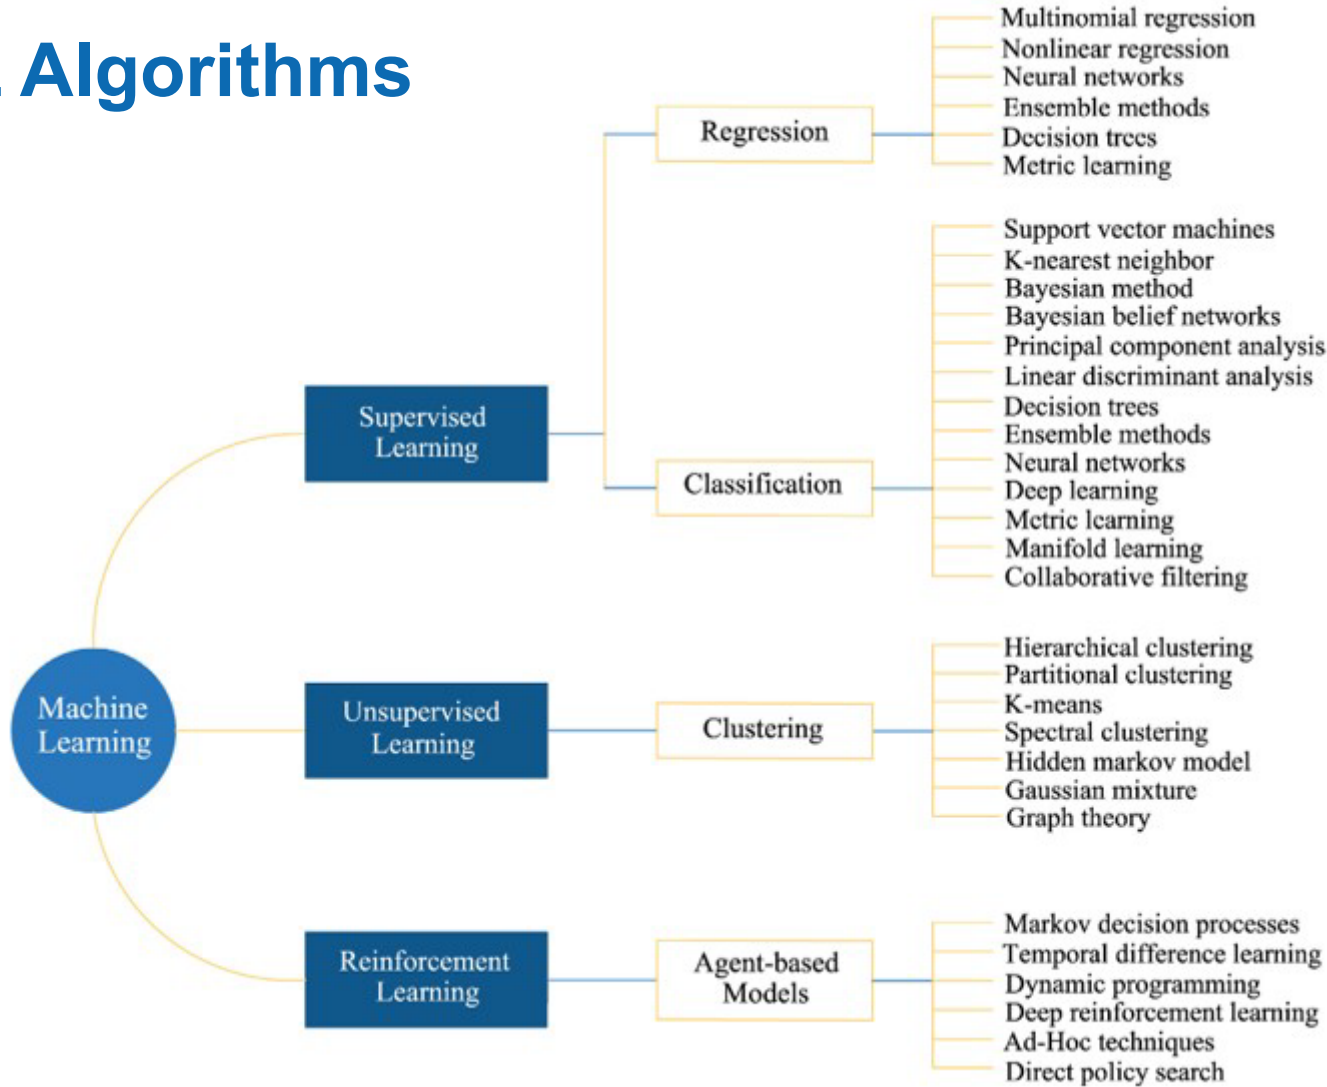 Algorithms
Machine
Learning
Supervised
Learning
Regression
Multinomial regression
Nonlinear regression
Neural networks
Ensemble methods
Decision trees
Metric learning
Classification
Support vector machines
K-nearest neighbor
Bayesian method
Bayesian belief networks
Principal component analysis
Linear discriminant analysis
Decision trees
Ensemble methods
Neural networks
Deep learning
Metric learning
Manifold learning
Collaborative filtering
Unsupervised
Learning
Clustering
Hierarchical clustering
Partitional clustering
K-means
Spectral clustering
Hidden markov model
Gaussian mixture
Graph theory
Reinforcement
Learning
Agent-based
Models
Markov decision processes
Temporal difference learning
Dynamic programming
Deep reinforcement learning
Ad-Hoc techniques
Direct policy search